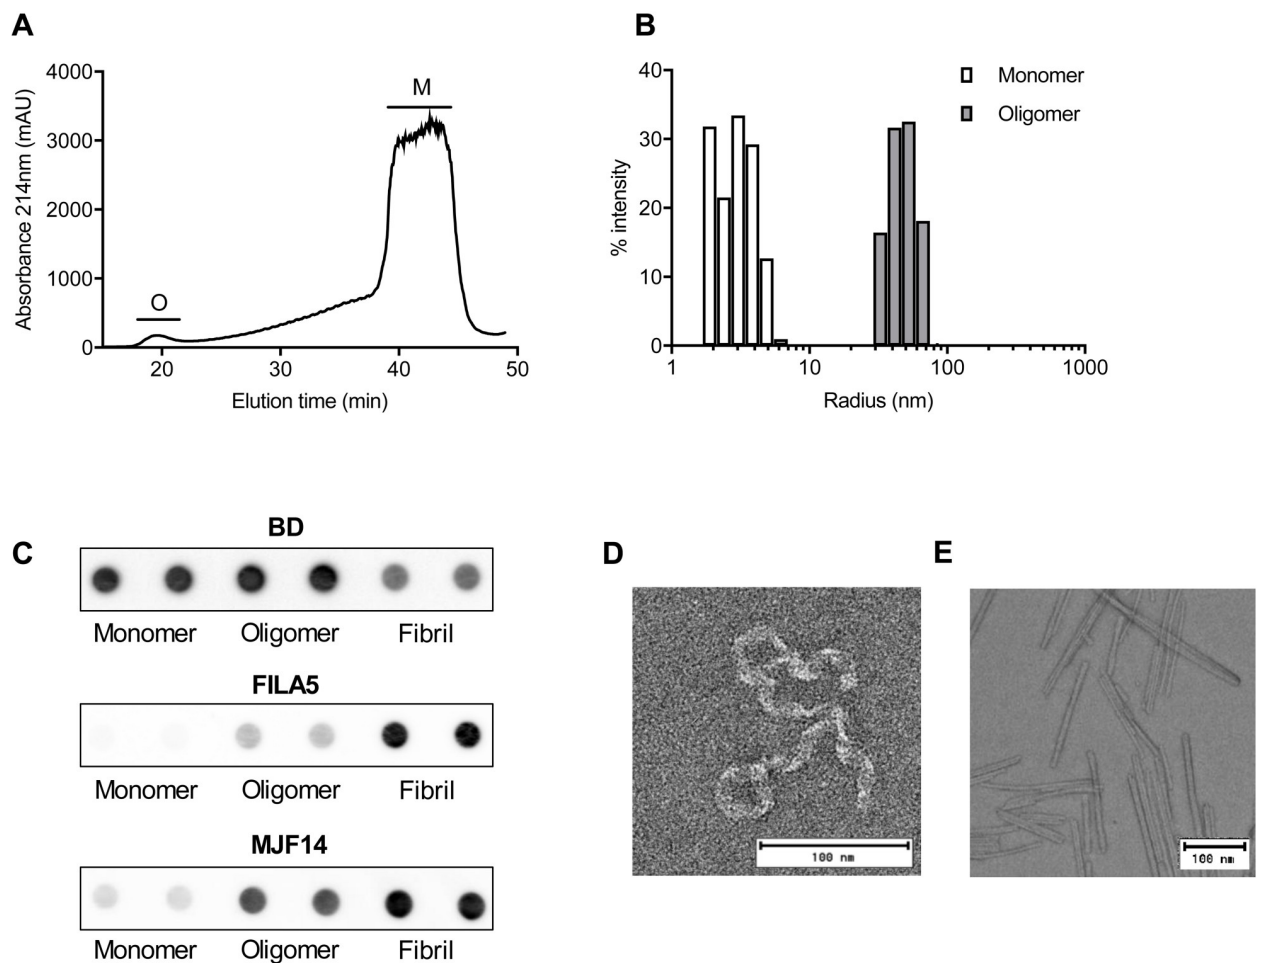 A
B
4000
3000
2000
1000
0
Absorbance 214nm (mAU)
O
M
20
30
40
50
Elution time (min)
40
30
20
10
0
% intensity
1
10
100
1000
Radius (nm)
Monomer
Oligomer
C
BD
Monomer Oligomer Fibril
FILA5
Monomer Oligomer Fibril
MJF14
Monomer Oligomer Fibril
D
100 nm
E
100 nm